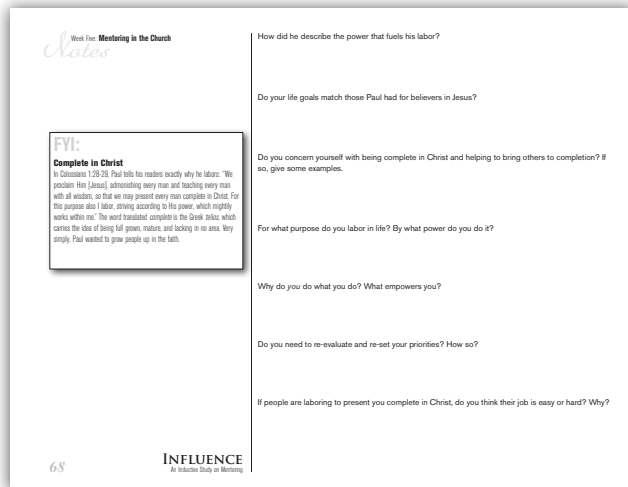 Week Five: Mentoring in the Church
Notes
FYI:
Complete in Christ
In Colossians 1:28-29, Paul tells his readers exactly why he labors: "We
proclaim Him [Jesus], admonishing every man and teaching every man
with all wisdom, so that we may present every man complete in Christ. For
this purpose also I labor, striving according to His power, which mightily
works within me." The word translated complete is the Greek telios, which
carries the idea of being full grown, mature, and lacking in no area. Very
simply, Paul wanted to grow people up in the faith.
68
INFLUENCE
An Inductive Study on Mentoring
How did he describe the power that fuels his labor?
Do your life goals match those Paul had for believers in Jesus?
Do you concern yourself with being complete in Christ and helping to bring others to completion? If
so, give some examples.
For what purpose do you labor in life? By what power do you do it?
Why do you do what you do? What empowers you?
Do you need to re-evaluate and re-set your priorities? How so?
If people are laboring to present you complete in Christ, do you think their job is easy or hard? Why?